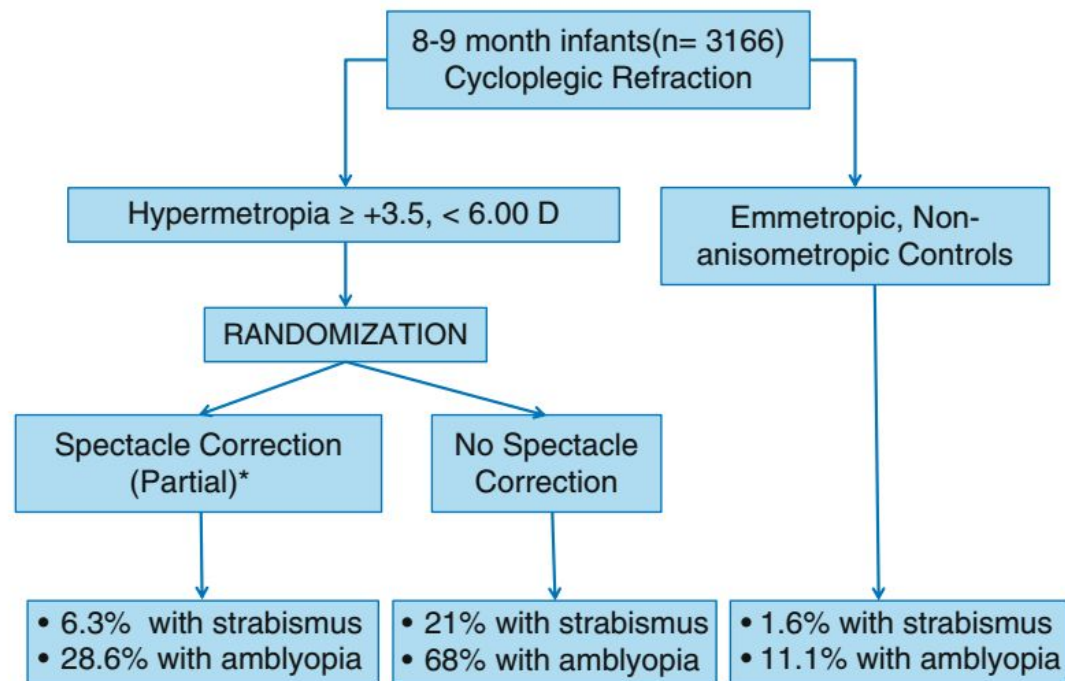 8-9 month infants(n= 3166)
Cycloplegic Refraction
Hypermetropia ≥ +3.5, < 6.00 D
Emmetropic, Non-
anisometropic Controls
RANDOMIZATION
Spectacle Correction
(Partial)*
No Spectacle
Correction
• 6.3% with strabismus
• 28.6% with amblyopia
• 21% with strabismus
• 68% with amblyopia
• 1.6% with strabismus
• 11.1% with amblyopia